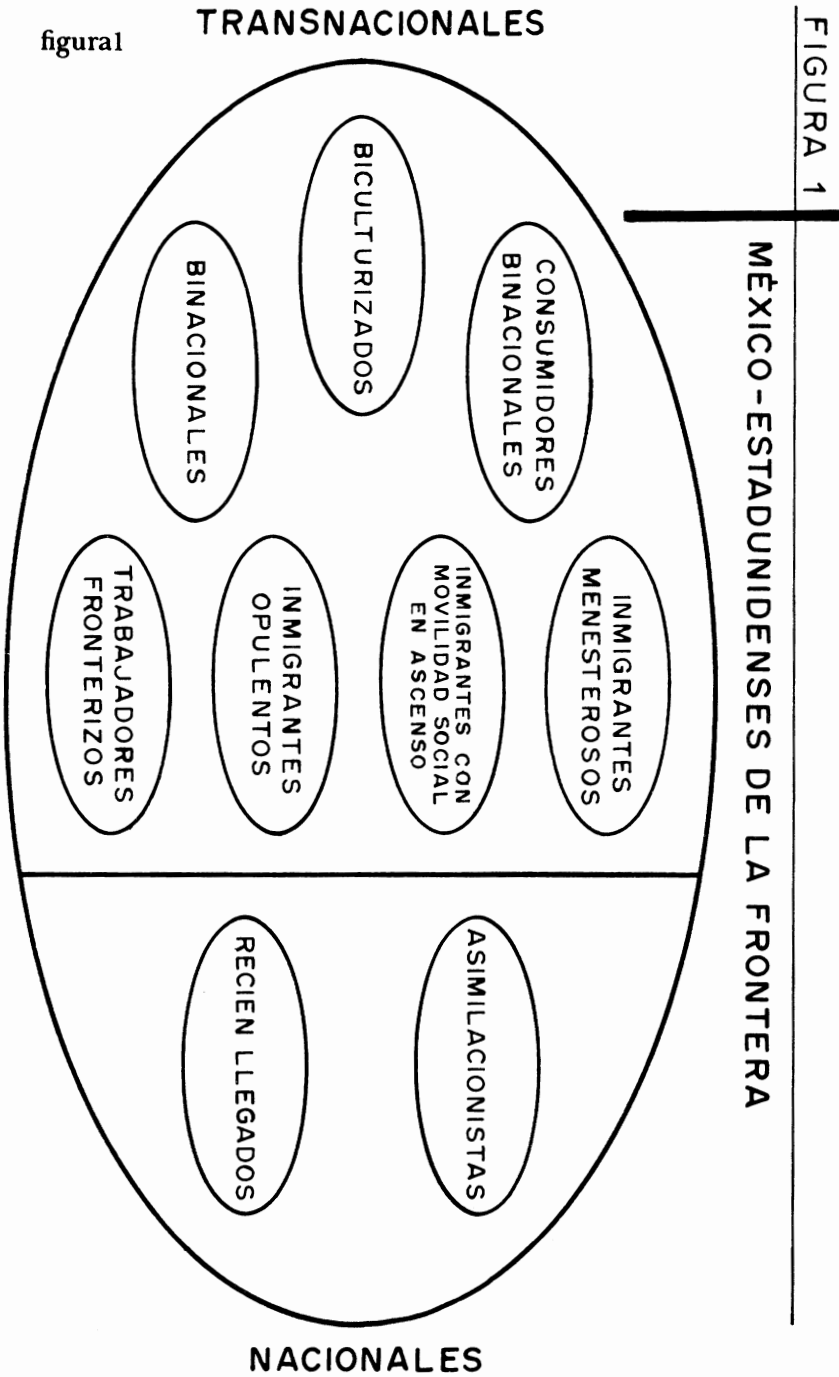 figura1
TRANSNACIONALES
FIGURA 1
MÉXICO-ESTADUNIDENSES DE LA FRONTERA
BICULTURIZADOS
CONSUMIDORES
BINACIONALES
BINACIONALES
INMIGRANTES
MENESTEROSOS
INMIGRANTES CON
MOVILIDAD SOCIAL
EN ASCENSO
INMIGRANTES
OPULENTOS
TRABAJADORES
FRONTERIZOS
ASIMILACIONISTAS
RECIEN LLEGADOS
NACIONALES